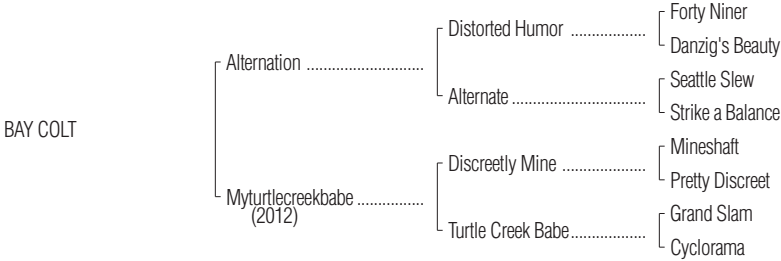 Forty Niner
Distorted Humor ..................
Danzig's Beauty
Alternation ............................
Seattle Slew
Alternate ................................
Strike a Balance
BAY COLT
Mineshaft
Discreetly Mine ....................
Pretty Discreet
Myturtlecreekbabe ................
(2012)
Grand Slam
Turtle Creek Babe..................
Cyclorama